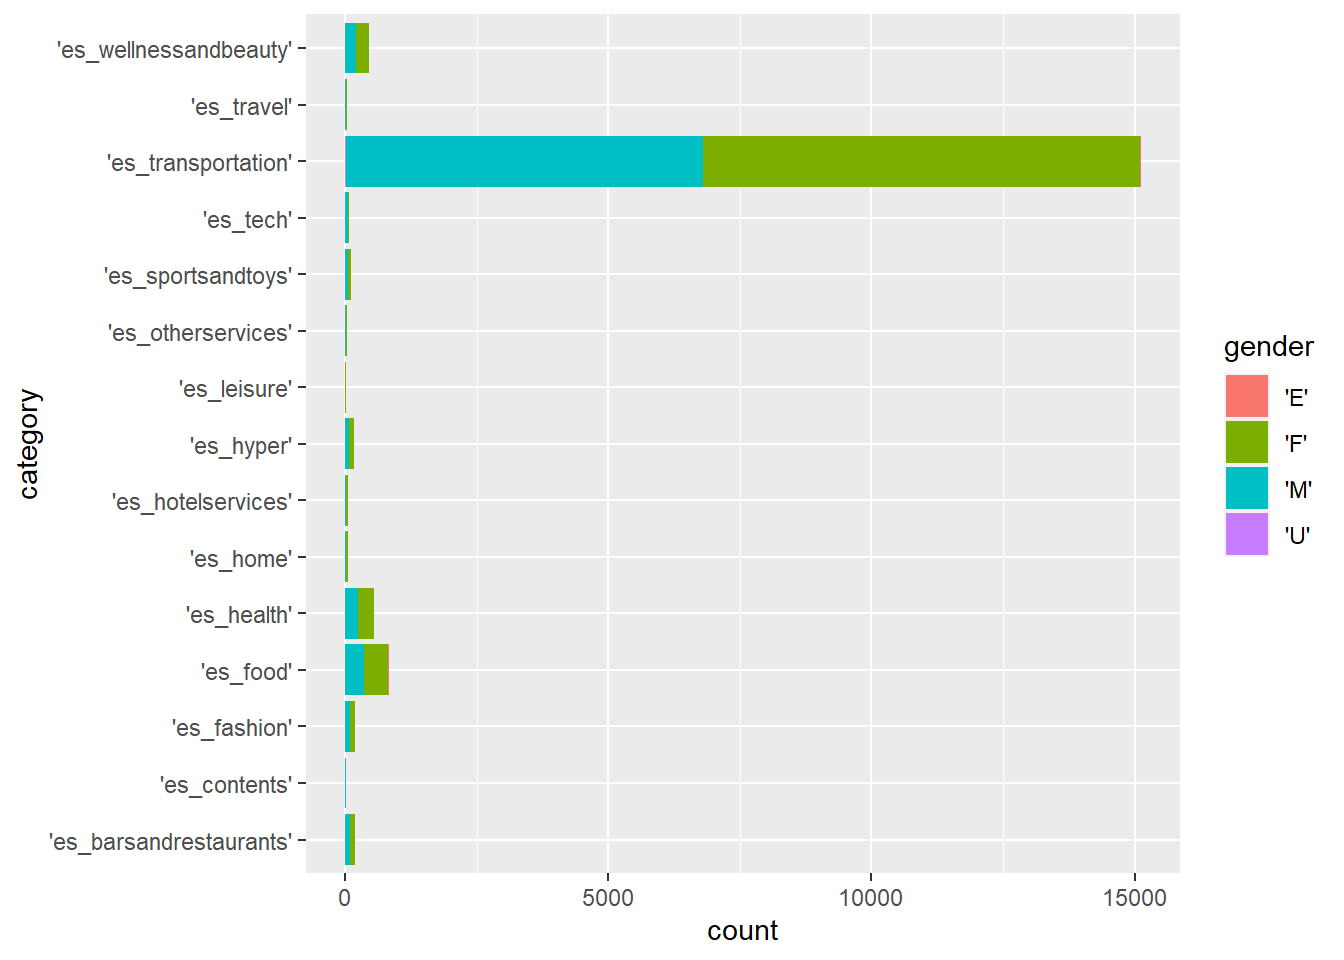 'es_wellnessandbeauty'
'es_travel'
'es_transportation'
'es_tech'
'es_sportsandtoys'
'es_otherservices'
'es_leisure'
'es_hyper'
'es_hotelservices'
'es_home'
'es_health'
'es_food'
'es_fashion'
'es_contents'
'es_barsandrestaurants'
category
0 5000 10000 15000
count
gender
'E'
'F'
'M'
'U'